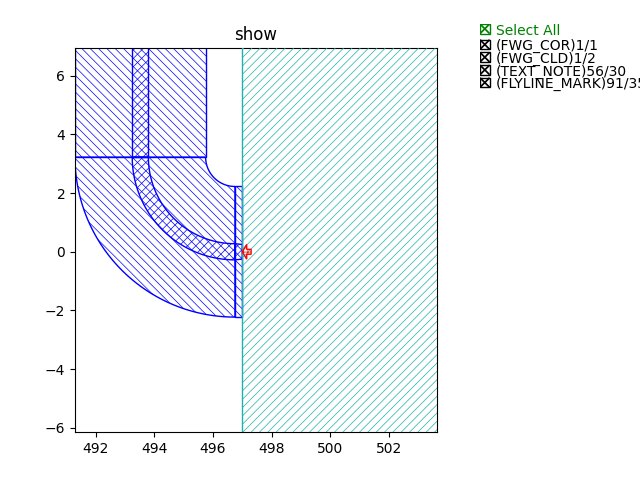 show
Select All
(FWG_COR)1/1
(FWG_CLD)1/2
(TEXT_NOTE)56/30
(FLYLINE_MARK)91/35
6
4
2
0
−2
−4
−6
492 494 496 498 500 502